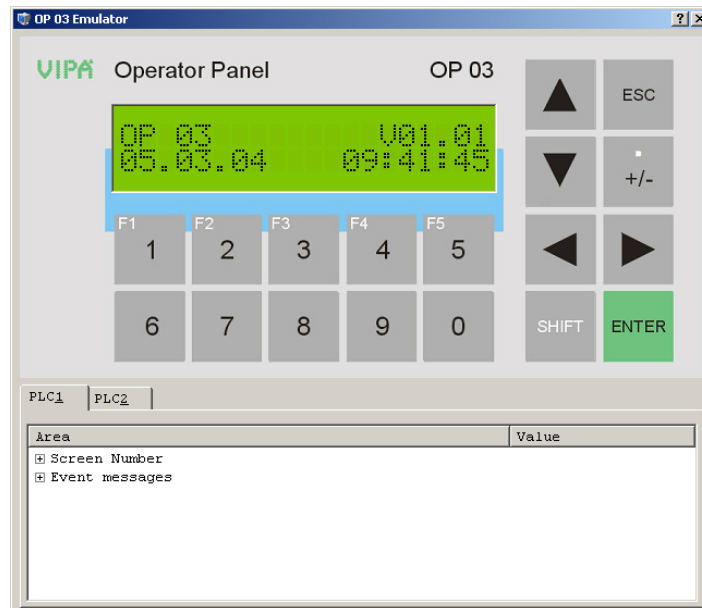 OP 03 Emulator
? X
VIPA Operator Panel OP 03
OP 03 V01.01
05.03.04 09:41:45
ESC
+/-
F1 F2 F3 F4 F5
1 2 3 4 5
6 7 8 9 0
SHIFT ENTER
PLC1 PLC2
Area Value
Screen Number
Event messages